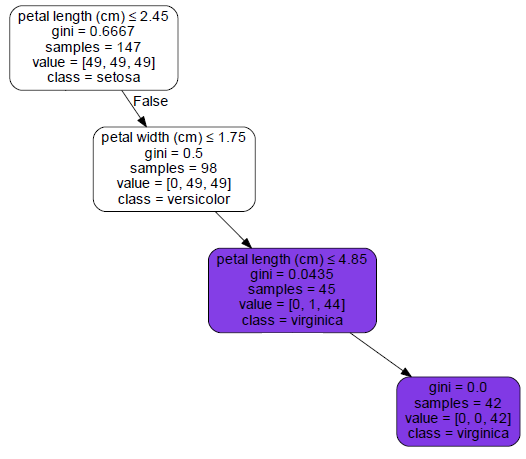 petal length (cm) ≤ 2.45
gini = 0.6667
samples = 147
value = [49, 49, 49]
class = setosa
False
petal width (cm) ≤ 1.75
gini = 0.5
samples = 98
value = [0, 49, 49]
class = versicolor
petal length (cm) ≤ 4.85
gini = 0.0435
samples = 45
value = [0, 1, 44]
class = virginica
gini = 0.0
samples = 42
value = [0, 0, 42]
class = virginica